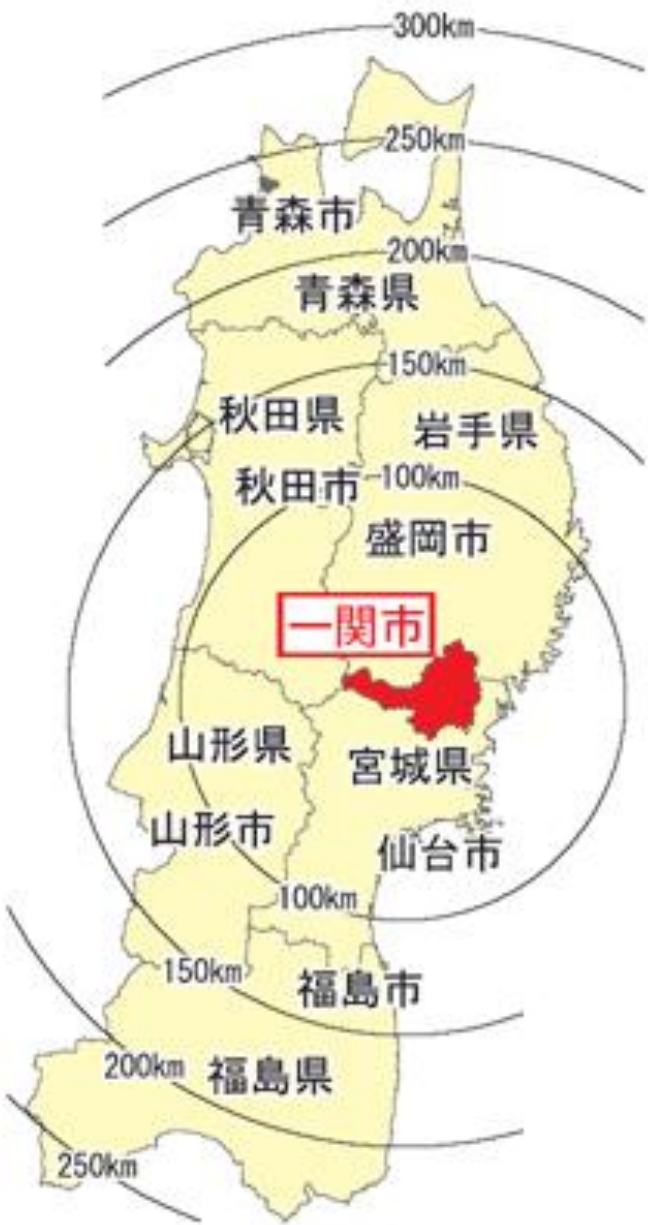 300km
250km
青森市
200km
青森県
150km
秋田県
岩手県
100km
秋田市
盛岡市
一関市
山形県
宮城県
山形市
仙台市
100km
150km
福島市
200km
福島県
250km